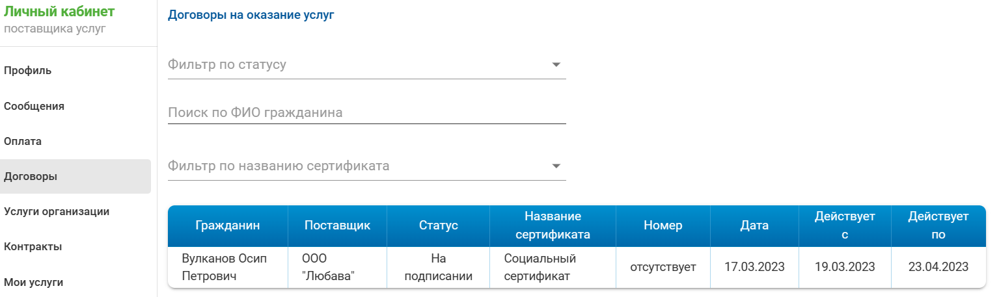 Личный кабинет
поставщика услуг
Профиль
Сообщения
Оплата
Договоры
Услуги организации
Контракты
Мои услуги
Договоры на оказание услуг
Фильтр по статусу
Поиск по ФИО гражданина
Фильтр по названию сертификата
Гражданин Поставщик Статус Название сертификата Номер Дата Действует с Действует по
Вулканов Осип Петрович ООО "Любава" На подписании Социальный сертификат отсутствует 17.03.2023 19.03.2023 23.04.2023